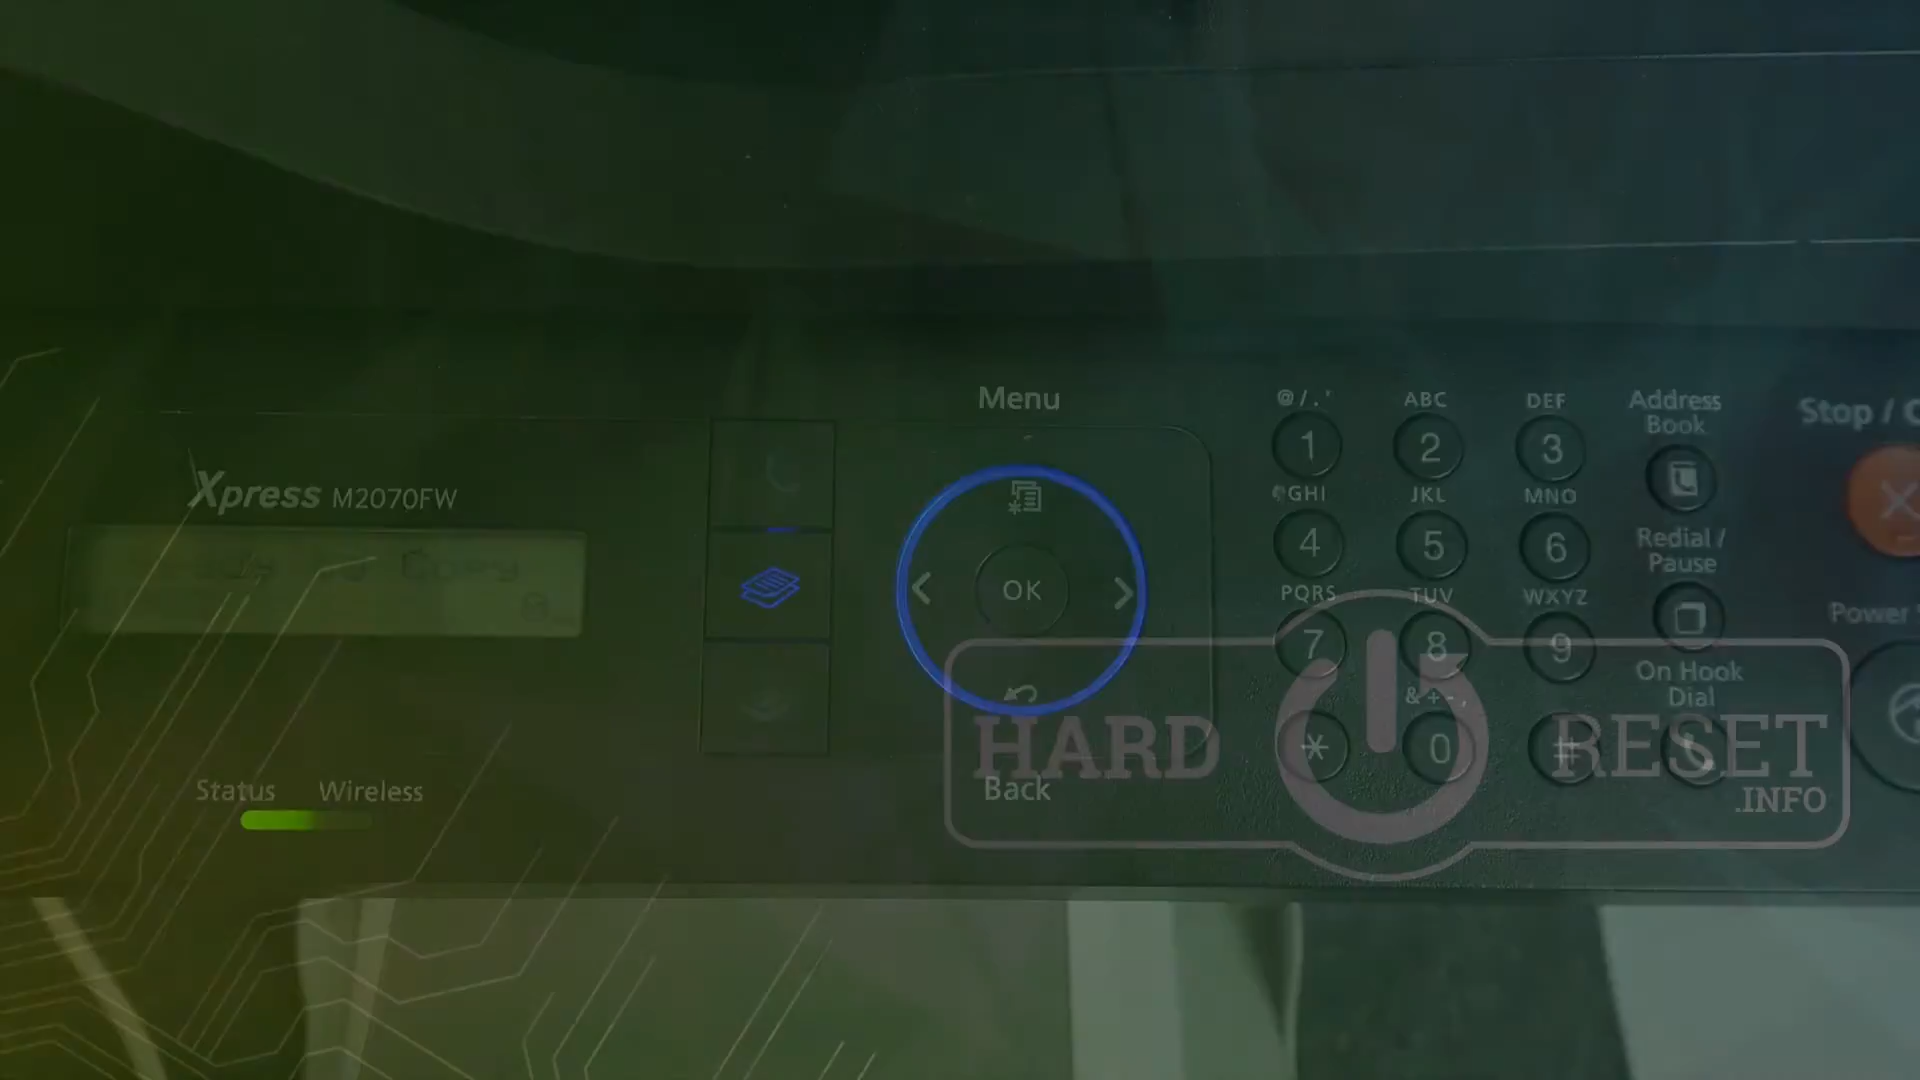 Menu
Xpress M2070FW
OK
Back
Status Wireless
@/.' ABC DEF
1 2 3
GHI JKL MNO
4 5 6
PQRS TUV WXYZ
7 8 9
&+-,
* 0 #
Address
Book
Redial /
Pause
On Hook
Dial
Stop /
Power
HARD RESET
.INFO